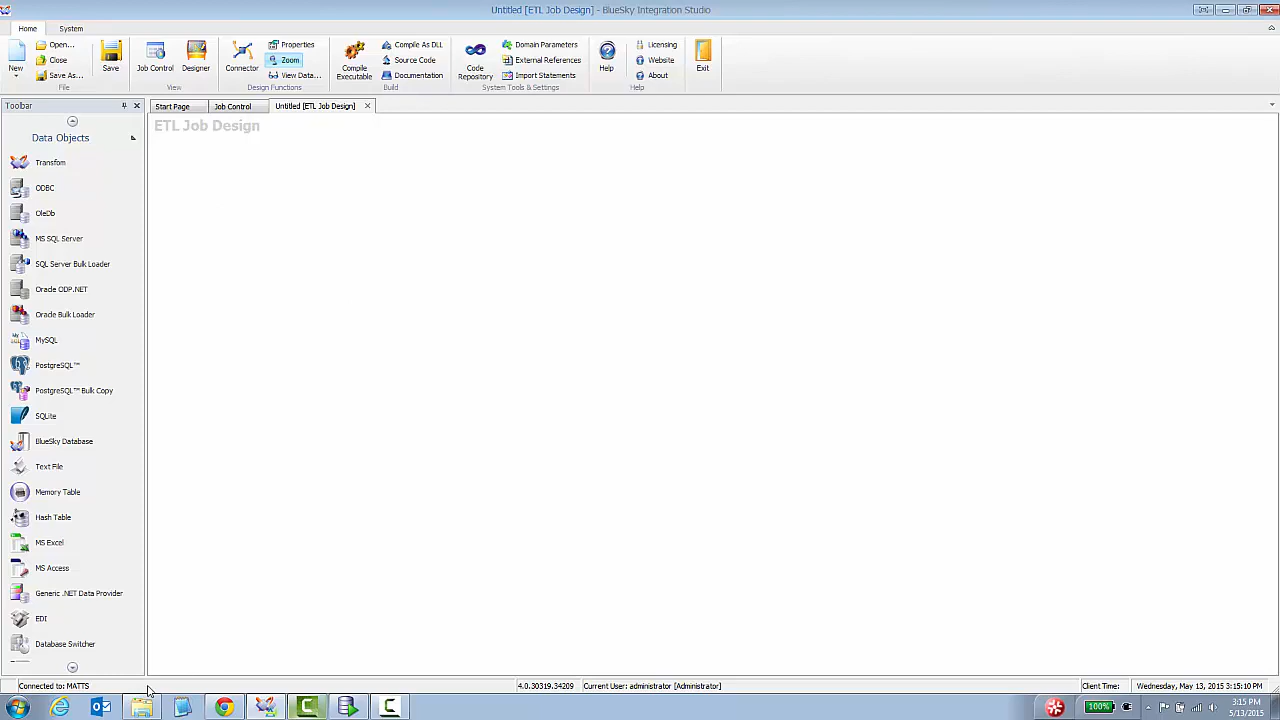 Untitled [ETL Job Design] - BlueSky Integration Studio
Home System
New
Open...
Close
Save As...
Save
File
Job Control
Designer
View
Connector
Properties
Zoom
View Data...
Design Functions
Compile Executable
Compile As DLL
Source Code
Documentation
Build
Code Repository
Domain Parameters
External References
Import Statements
System Tools & Settings
Help
Licensing
Website
About
Help
Exit
Toolbar
Start Page Job Control Untitled [ETL Job Design]
ETL Job Design
Data Objects
Transfom
ODBC
OleDb
MS SQL Server
SQL Server Bulk Loader
Oracle ODP.NET
Oracle Bulk Loader
MySQL
PostgreSQL™
PostgreSQL™ Bulk Copy
SQLite
BlueSky Database
Text File
Memory Table
Hash Table
MS Excel
MS Access
Generic .NET Data Provider
EDI
Database Switcher
Connected to: MATTS 4.0.30319.34209 Current User: administrator [Administrator] Client Time: Wednesday, May 13, 2015 3:15:10 PM
100% 3:15 PM
5/13/2015